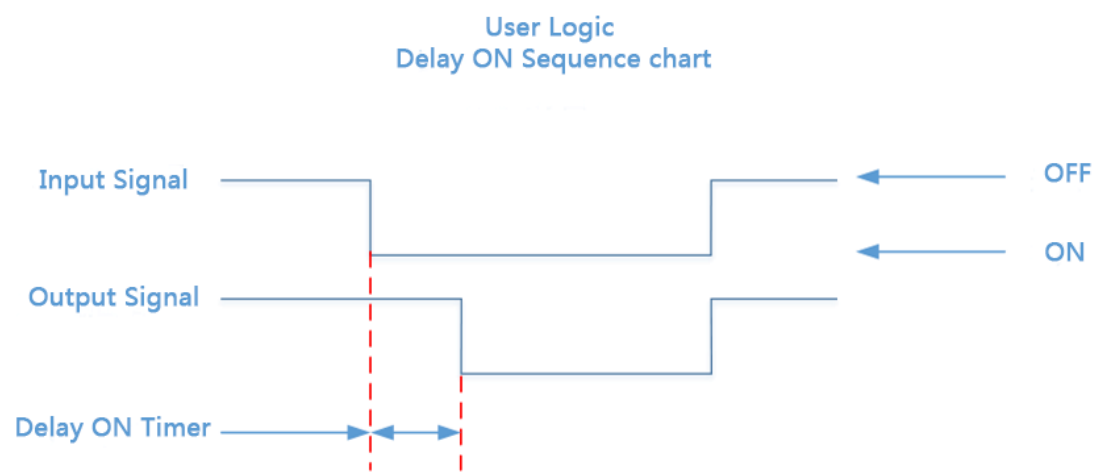 User Logic
Delay ON Sequence chart
Input Signal
OFF
ON
Output Signal
Delay ON Timer